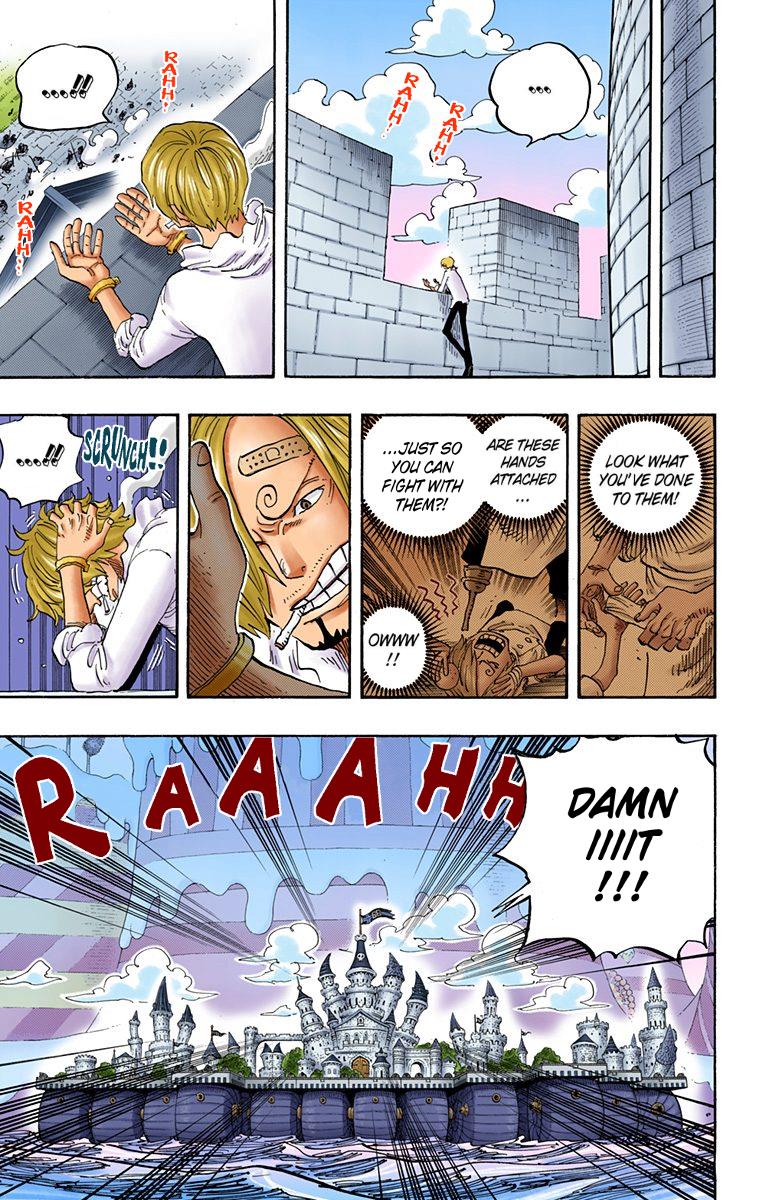 ...
RAHH!
RAHH!
....!!
RAHH!
RAHH!
LOOK WHAT
YOU'VE DONE
TO THEM!
ARE THESE
HANDS
ATTACHED
...
...JUST SO
YOU CAN
FIGHT WITH
THEM?!
OWWW
!!
SCRUNCH!!
....!!
DAMN
IIIIT
!!!
RAAAHH